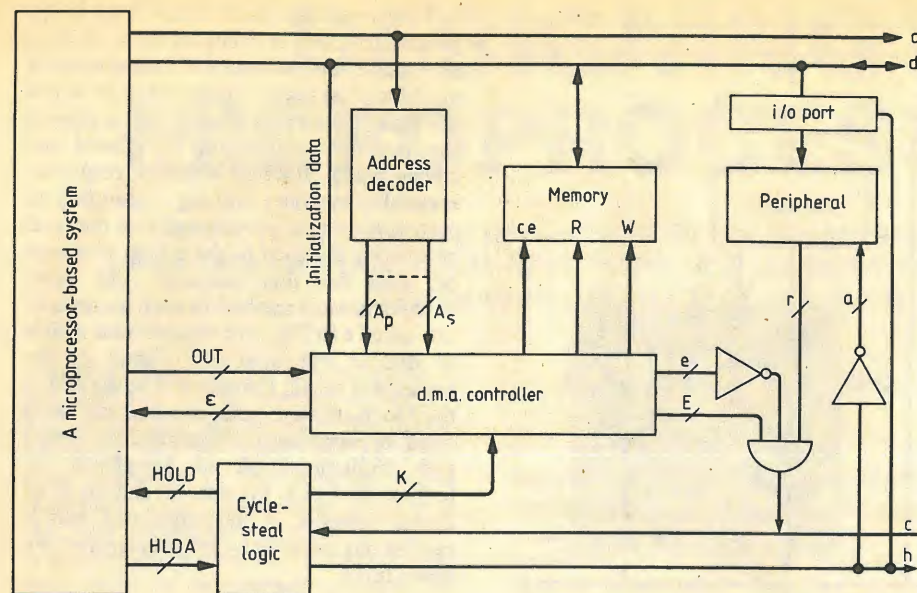 A microprocessor-based system
a
d
Initialization data
Address
decoder
Memory
ce R W
i/o port
Peripheral
Ap
As
r
a
OUT
ε
d.m.a. controller
e
E
HOLD
HLDA
Cycle-
steal
logic
K
c
h